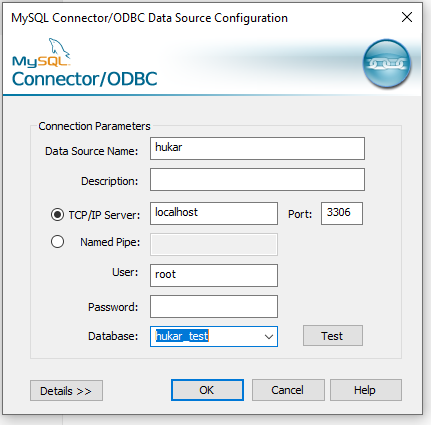 MySQL Connector/ODBC Data Source Configuration
MySQL
Connector/ODBC
Connection Parameters
Data Source Name: hukar
Description:
TCP/IP Server: localhost Port: 3306
Named Pipe:
User: root
Password:
Database: hukar_test Test
Details >> OK Cancel Help